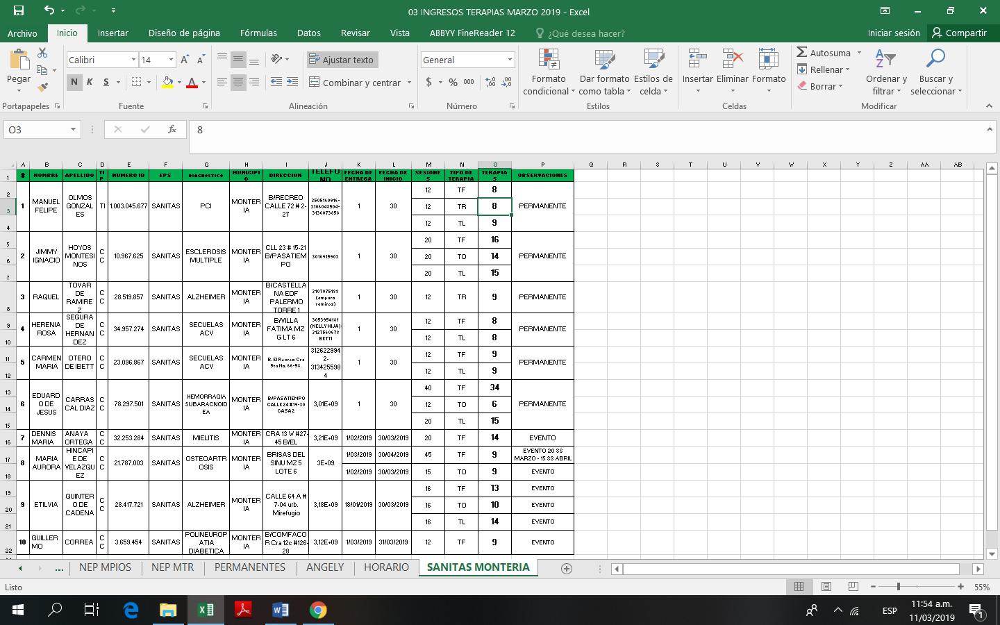 03 INGRESOS TERAPIAS MARZO 2019 - Excel
Archivo Inicio Insertar Diseño de página Fórmulas Datos Revisar Vista ABBYY FineReader 12 ¿Qué desea hacer? Iniciar sesión Compartir
Pegar
Calibri 14
N K S A
Ajustar texto
Combinar y centrar
General
$ % 000
Formato condicional
Dar formato como tabla
Estilos de celda
Insertar Eliminar Formato
Autosuma
Rellenar
Borrar
Ordenar y filtrar
Buscar y seleccionar
Portapapeles Fuente Alineación Número Estilos Celdas Modificar
O3 fx 8
A B C D E F G H I J K L M N O P Q R S T U V W X Y Z AA AB
1 # NOMBRE APELLIDO TIP NUMERO ID EPS DIAGNOSTICO MUNICIPIO DIRECCION TELEFONO FECHA DE ENTREGA FECHA DE INICIO SESIONES TIPO DE TERAPIA TERAPIAS OBSERVACIONES
2 12 TF 8
3 1 MANUEL FELIPE OLMOS GONZALES TI 1.003.045.677 SANITAS PCI MONTERIA B/RECREO CALLE 72 # 2-27 3505160916-3106048504-3136073858 1 30 12 TR 8 PERMANENTE
4 12 TL 9
5 20 TF 16
6 2 JIMMY IGNACIO HOYOS MONTESINOS CC 10.967.625 SANITAS ESCLEROSIS MULTIPLE MONTERIA CLL 23 # 15-21 B/PASATIEMPO 3016915903 1 30 20 TO 14 PERMANENTE
7 20 TL 15
8 3 RAQUEL TOVAR DE RAMIREZ CC 28.519.857 SANITAS ALZHEIMER MONTERIA B/CASTELLANA EDF PALERMO TORRE 1 3107075188 (amparo ramirez) 1 30 12 TR 9 PERMANENTE
9 12 TF 8
4 HERENIA ROSA SEGURA DE HERNANDEZ CC 34.957.274 SANITAS SECUELAS ACV MONTERIA B/VILLA FATIMA MZ G LT 6 3053954181 (NELLY HIJA)-3127560678 BETTI 1 30 PERMANENTE
10 12 TL 8
11 12 TF 9
5 CARMEN MARIA OTERO DE IBETT CC 23.096.867 SANITAS SECUELAS ACV MONTERIA B. El Recreo Cra 5ta No. 66-58. 3126229942-3134255984 1 30 PERMANENTE
12 12 TL 9
13 40 TF 34
14 6 EDUARDO DE JESUS CARRASCAL DIAZ CC 78.297.501 SANITAS HEMORRAGIA SUBARACNOIDEA MONTERIA B/PASATIEMPO CALLE 24 #19-30 CASA 2 3,01E+09 1 30 12 TO 6 PERMANENTE
15 20 TL 15
16 7 DENNIS MARIA ANAYA ORTEGA CC 32.253.284 SANITAS MIELITIS MONTERIA CRA 13 W #27-45 B/EL 3,21E+09 1/02/2019 30/03/2019 20 TF 14 EVENTO
17 1/03/2019 30/04/2019 45 TF 9 EVENTO 20 SS MARZO - 15 SS ABRIL
8 MARIA AURORA HINCAPIE DE VELAZQUEZ CC 21.787.003 SANITAS OSTEOARTROSIS MONTERIA BRISAS DEL SINU MZ 5 LOTE 6 3E+09
18 1/02/2019 30/03/2019 15 TO 9 EVENTO
19 16 TF 13 EVENTO
20 9 ETILVIA QUINTERO DE CADENA CC 28.417.721 SANITAS ALZHEIMER MONTERIA CALLE 64 A # 7-04 urb. Mirefugio 3,18E+09 18/01/2019 30/03/2019 16 TO 10 EVENTO
21 16 TL 14 EVENTO
22 10 GUILLERMO CORREA CC 3.659.454 SANITAS POLINEUROPATIA DIABETICA MONTERIA B/COMFACOR Cra 12c #126-28 3,12E+09 1/03/2019 31/03/2019 12 TF 9 EVENTO
... NEP MPIOS NEP MTR PERMANENTES ANGELY HORARIO SANITAS MONTERIA
Listo 55%
ESP 11:54 a.m.
11/03/2019
1